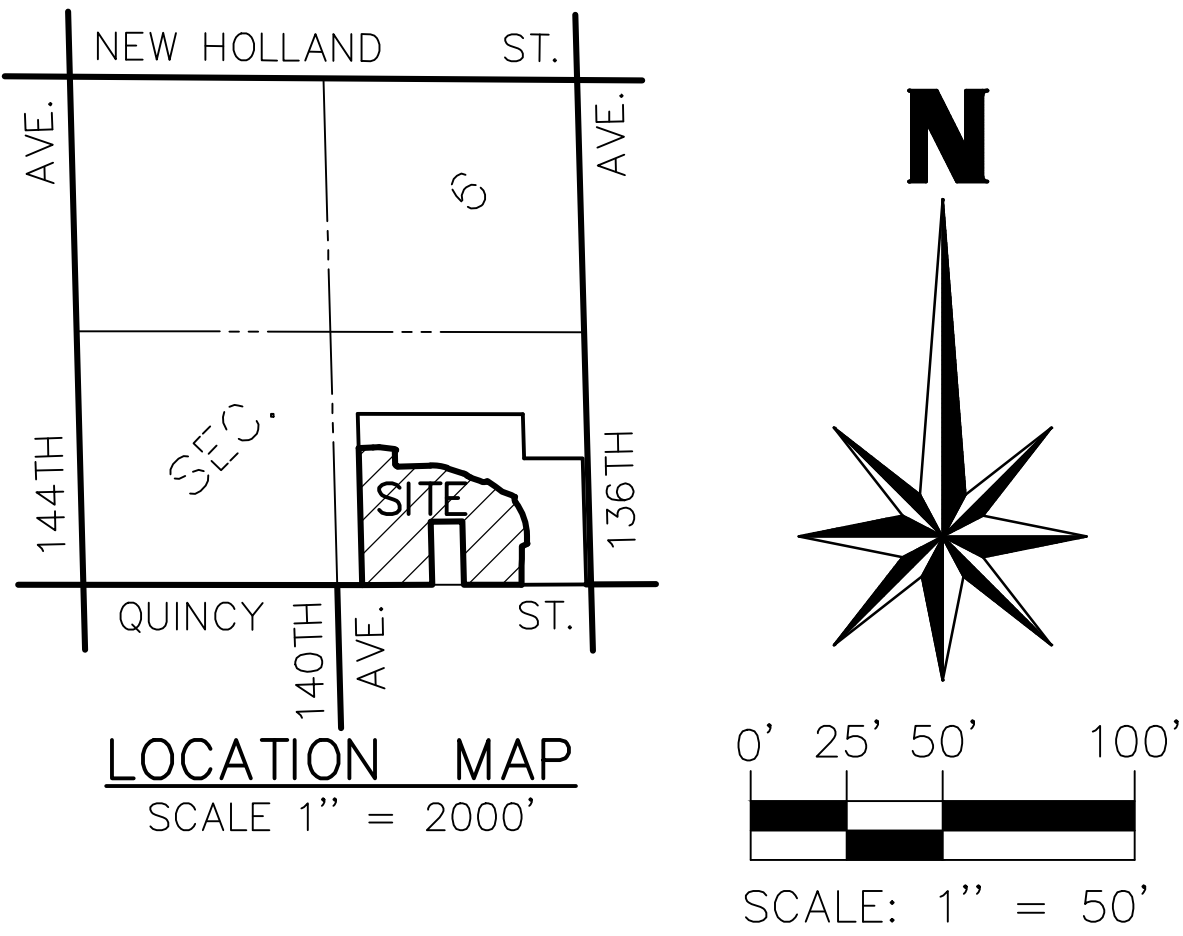 NEW HOLLAND ST.
AVE.
AVE.
6
SEC.
144TH
136TH
SITE
QUINCY ST.
140TH
AVE.
LOCATION MAP
SCALE 1" = 2000'
N
0' 25' 50' 100'
SCALE: 1" = 50'